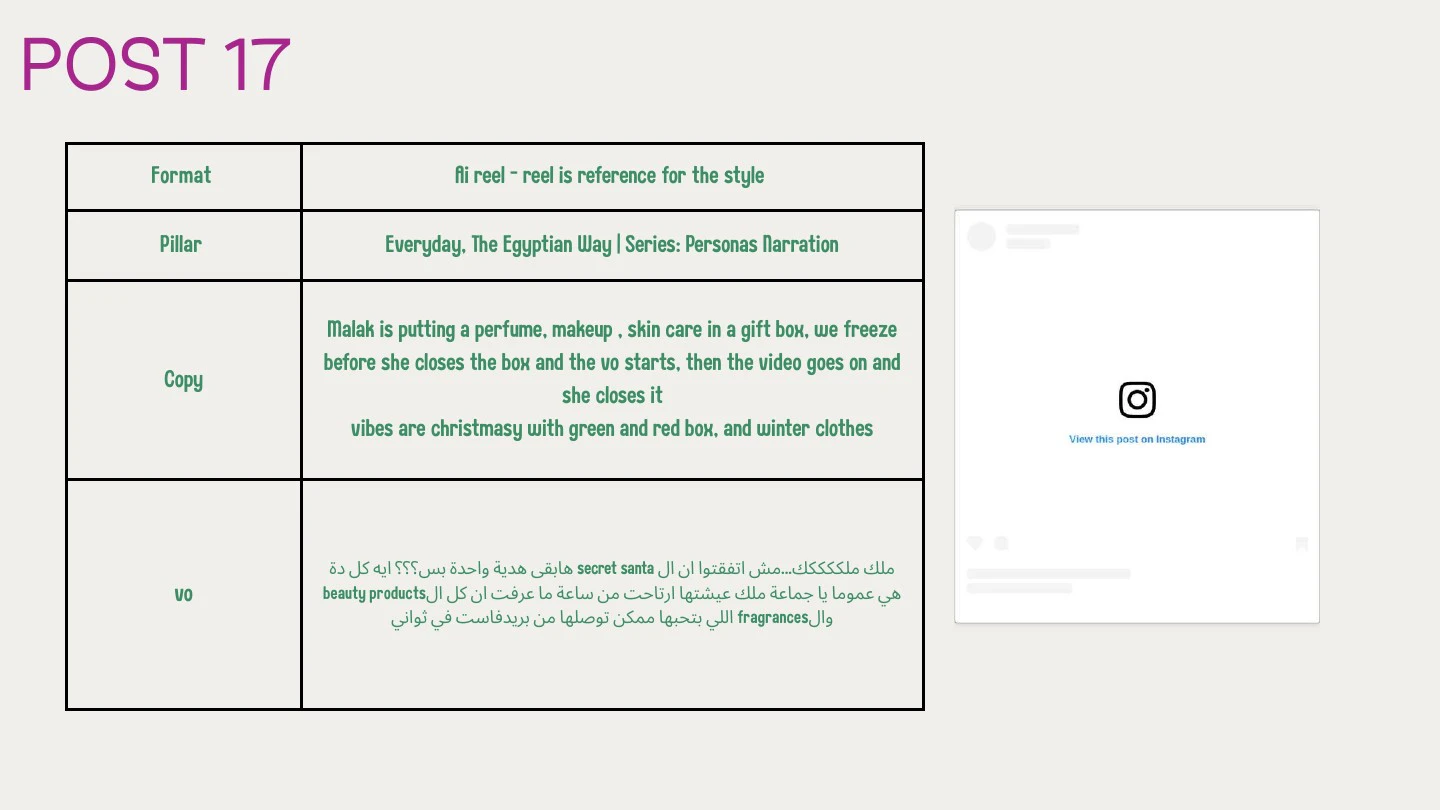 POST 17
Format
Ai reel - reel is reference for the style
Pillar
Everyday, The Egyptian Way | Series: Personas Narration
Copy
Malak is putting a perfume, makeup , skin care in a gift box, we freeze
before she closes the box and the vo starts, then the video goes on and
she closes it
vibes are christmasy with green and red box, and winter clothes
vo
ملك ملكككك...مش اتفقتوا ان ال secret santa هابقى هدية واحدة بس؟؟؟ ايه كل دة
هي عموما يا جماعة ملك عيشتها ارتاحت من ساعة ما عرفت ان كل الbeauty products
والfragrances اللي بتحبها ممكن توصلها من بريدفاست في ثواني
View this post on Instagram